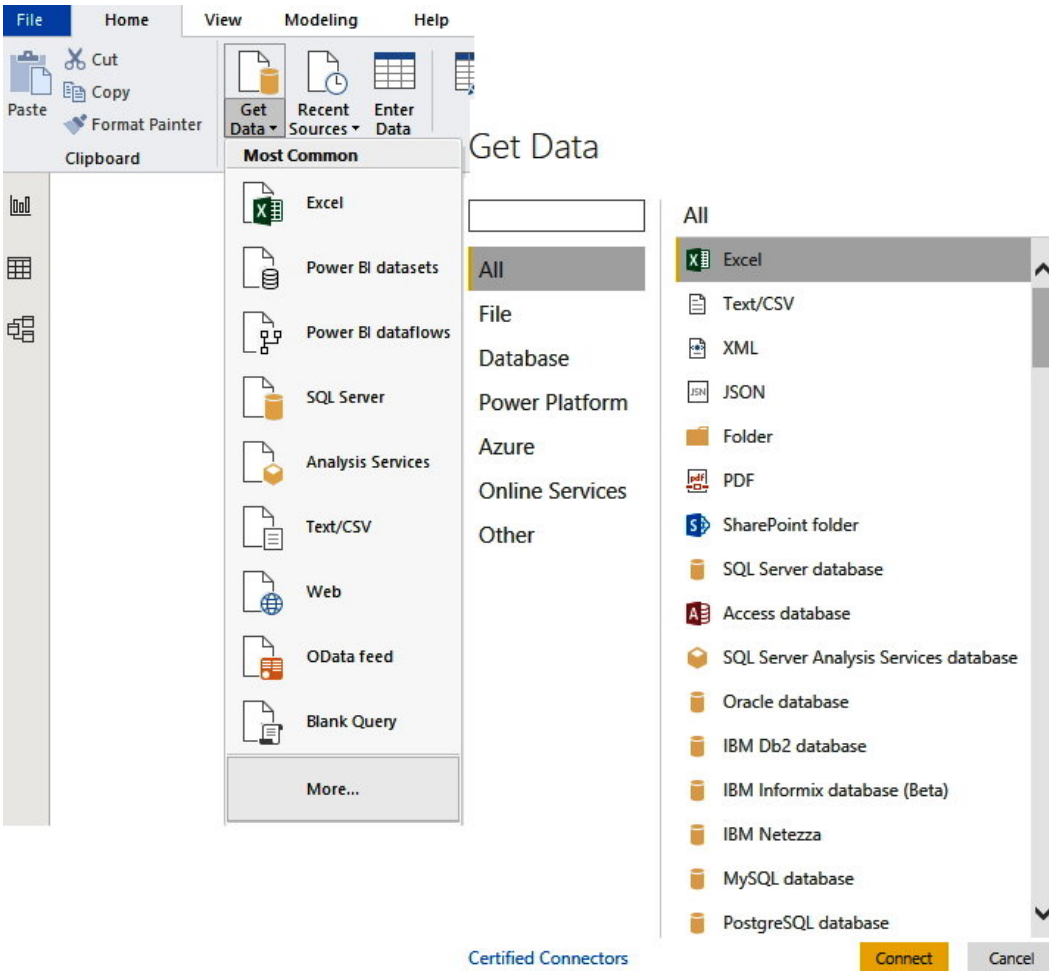 File Home View Modeling Help
Cut
Copy
Paste
Format Painter
Clipboard
Get Data
Recent Sources
Enter Data
Most Common
Excel
Power BI datasets
Power BI dataflows
SQL Server
Analysis Services
Text/CSV
Web
OData feed
Blank Query
More...
Get Data
All
File
Database
Power Platform
Azure
Online Services
Other
All
Excel
Text/CSV
XML
JSON
Folder
PDF
SharePoint folder
SQL Server database
Access database
SQL Server Analysis Services database
Oracle database
IBM Db2 database
IBM Informix database (Beta)
IBM Netezza
MySQL database
PostgreSQL database
Certified Connectors
Connect
Cancel